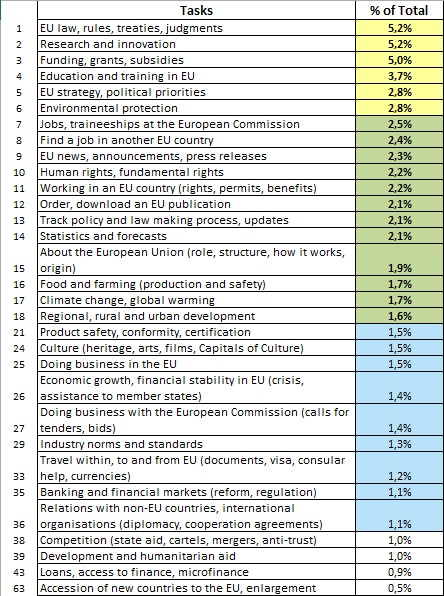 Tasks % of Total
1 EU law, rules, treaties, judgments 5,2%
2 Research and innovation 5,2%
3 Funding, grants, subsidies 5,0%
4 Education and training in EU 3,7%
5 EU strategy, political priorities 2,8%
6 Environmental protection 2,8%
7 Jobs, traineeships at the European Commission 2,5%
8 Find a job in another EU country 2,4%
9 EU news, announcements, press releases 2,3%
10 Human rights, fundamental rights 2,2%
11 Working in an EU country (rights, permits, benefits) 2,2%
12 Order, download an EU publication 2,1%
13 Track policy and law making process, updates 2,1%
14 Statistics and forecasts 2,1%
About the European Union (role, structure, how it works,
15 origin) 1,9%
16 Food and farming (production and safety) 1,7%
17 Climate change, global warming 1,7%
18 Regional, rural and urban development 1,6%
21 Product safety, conformity, certification 1,5%
24 Culture (heritage, arts, films, Capitals of Culture) 1,5%
25 Doing business in the EU 1,5%
Economic growth, financial stability in EU (crisis,
26 assistance to member states) 1,4%
Doing business with the European Commission (calls for
27 tenders, bids) 1,4%
29 Industry norms and standards 1,3%
Travel within, to and from EU (documents, visa, consular
33 help, currencies) 1,2%
35 Banking and financial markets (reform, regulation) 1,1%
Relations with non-EU countries, international
36 organisations (diplomacy, cooperation agreements) 1,1%
38 Competition (state aid, cartels, mergers, anti-trust) 1,0%
39 Development and humanitarian aid 1,0%
43 Loans, access to finance, microfinance 0,9%
63 Accession of new countries to the EU, enlargement 0,5%